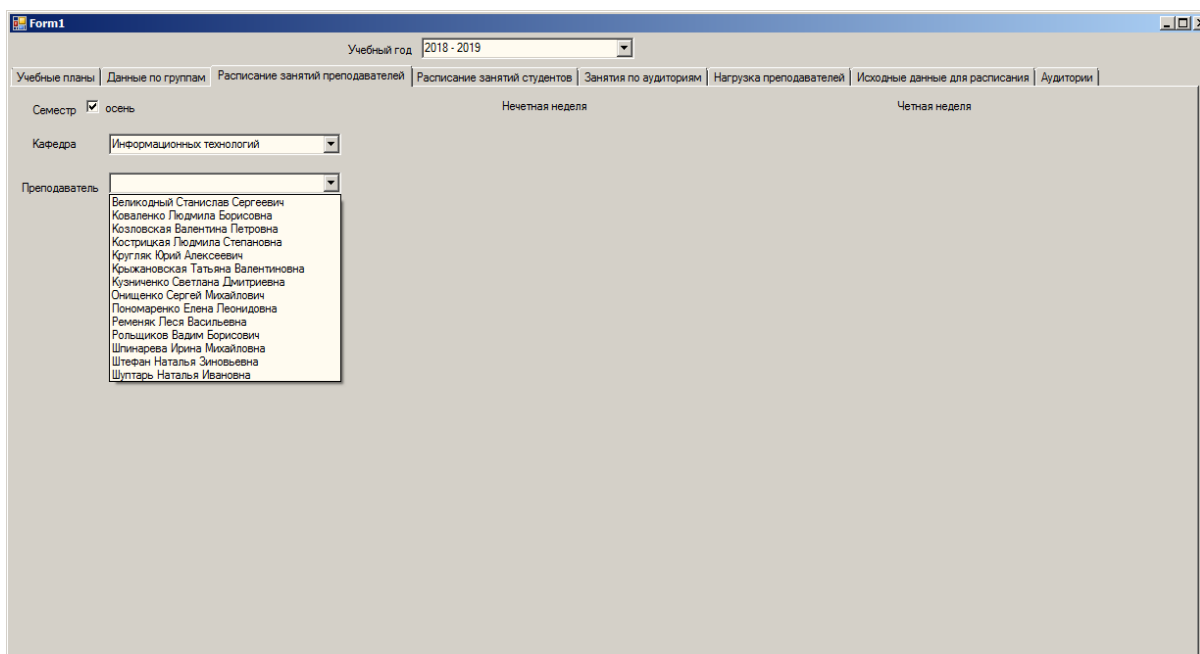 Form1
Учебный год 2018 - 2019
Учебные планы Данные по группам Расписание занятий преподавателей Расписание занятий студентов Занятия по аудиториям Нагрузка преподавателей Исходные данные для расписания Аудитории
Семестр осень Нечетная неделя Четная неделя
Кафедра Информационных технологий
Преподаватель
Великодный Станислав Сергеевич
Коваленко Людмила Борисовна
Козловская Валентина Петровна
Кострицкая Людмила Степановна
Кругляк Юрий Алексеевич
Крыжановская Татьяна Валентиновна
Кузниченко Светлана Дмитриевна
Онищенко Сергей Михайлович
Пономаренко Елена Леонидовна
Ременяк Леся Васильевна
Рольщиков Вадим Борисович
Шпинарева Ирина Михайловна
Штефан Наталья Зиновьевна
Шуптарь Наталья Ивановна